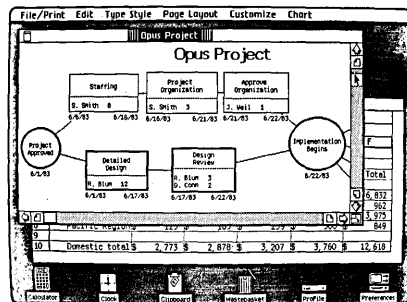 File/Print Edit Type Style Page Layout Customize Chart
Opus Project
Opus Project
Staffing
S. Smith 8
6/6/83 6/16/83
Project
Organization
S. Smith 3
6/16/83 6/21/83
Approve
Organization
J. Weil 1
6/21/83 6/22/83
Project
Approved
6/1/83
Implementation
Begins
6/22/83
Detailed
Design
R. Blum 12
6/1/83 6/17/83
Design
Review
R. Blum 3
D. Conn 2
6/17/83 6/22/83
F
Total
6,832
962
3,975
849
9
10 Domestic total $ 2,773 $ 2,878 $ 3,207 $ 3,760 $ 12,618
Calculator Clock Clipboard Wastebasket ProFile Preferences